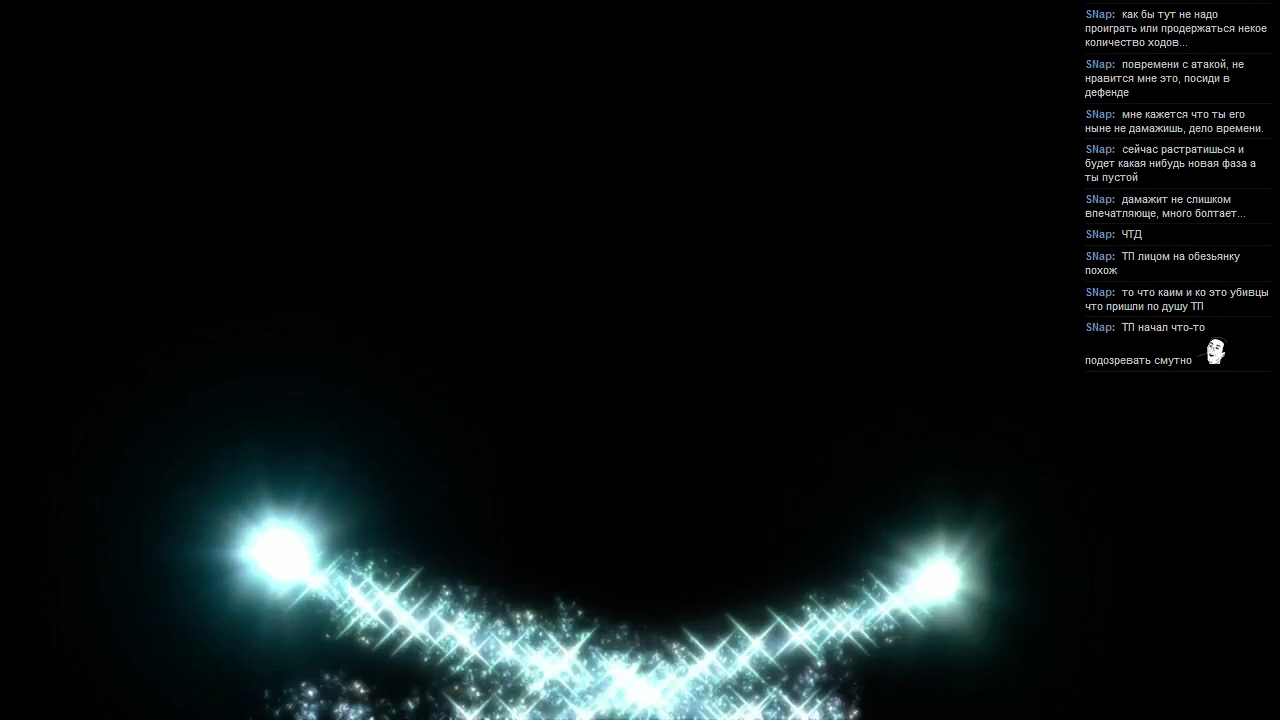 SNap: как бы тут не надо
проиграть или продержаться некое
количество ходов...
SNap: повремени с атакой, не
нравится мне это, посиди в
дефенде
SNap: мне кажется что ты его
ныне не дамажишь, дело времени.
SNap: сейчас растратишься и
будет какая нибудь новая фаза а
ты пустой
SNap: дамажит не слишком
впечатляюще, много болтает...
SNap: ЧТД
SNap: ТП лицом на обезьянку
похож
SNap: то что каим и ко это убивцы
что пришли по душу ТП
SNap: ТП начал что-то
подозревать смутно